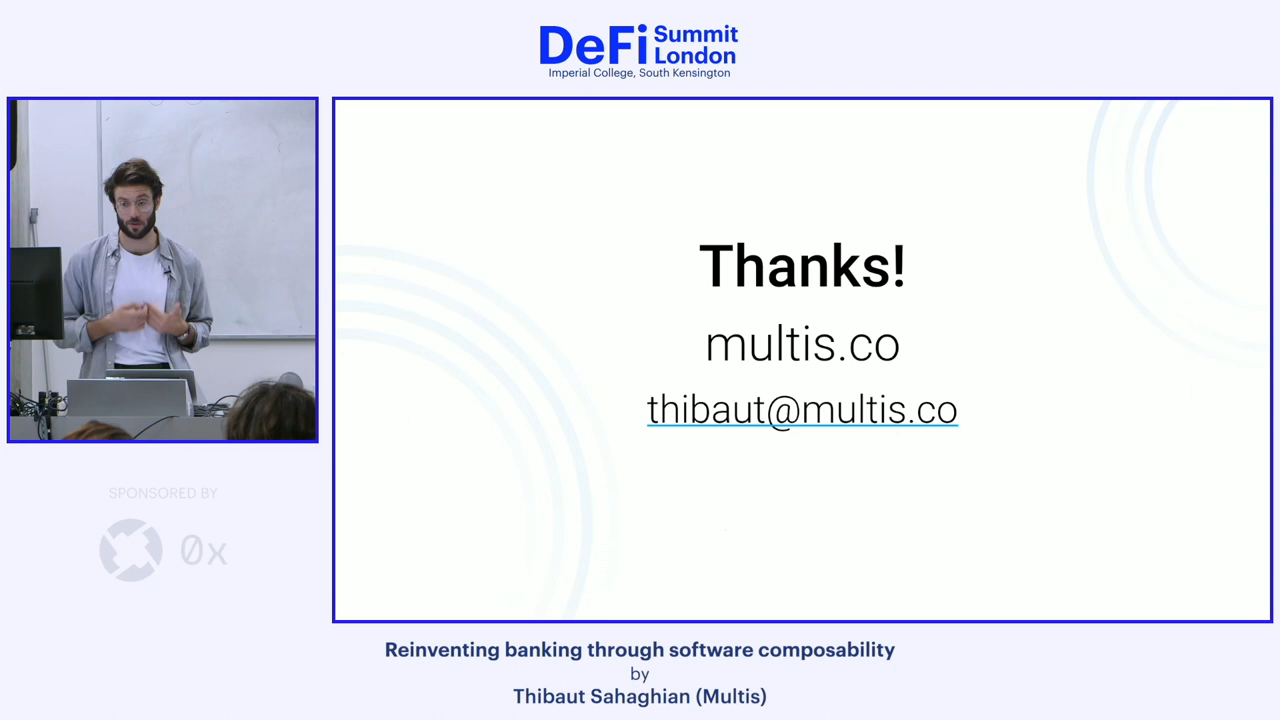 DeFi Summit London
Imperial College, South Kensington
Thanks!
multis.co
thibaut@multis.co
SPONSORED BY
0x
Reinventing banking through software composability
by
Thibaut Sahaghian (Multis)